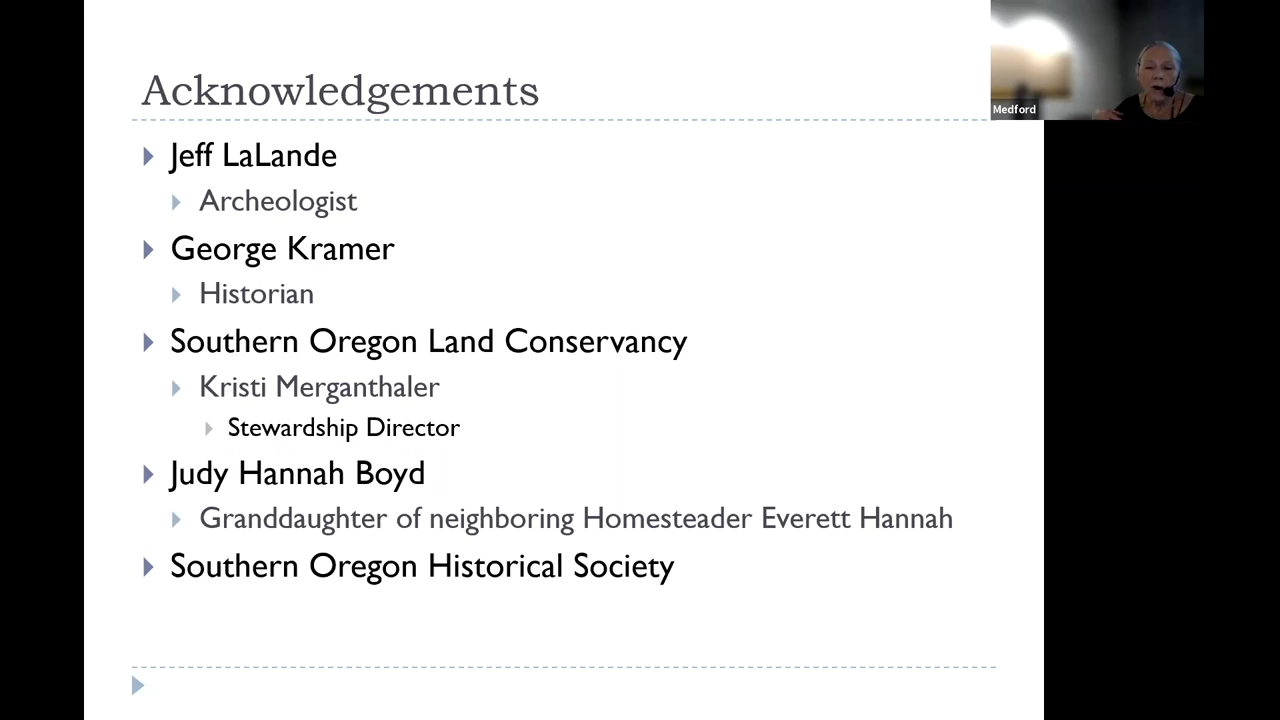 Acknowledgements
Medford
Jeff LaLande
Archeologist
George Kramer
Historian
Southern Oregon Land Conservancy
Kristi Merganthaler
Stewardship Director
Judy Hannah Boyd
Granddaughter of neighboring Homesteader Everett Hannah
Southern Oregon Historical Society